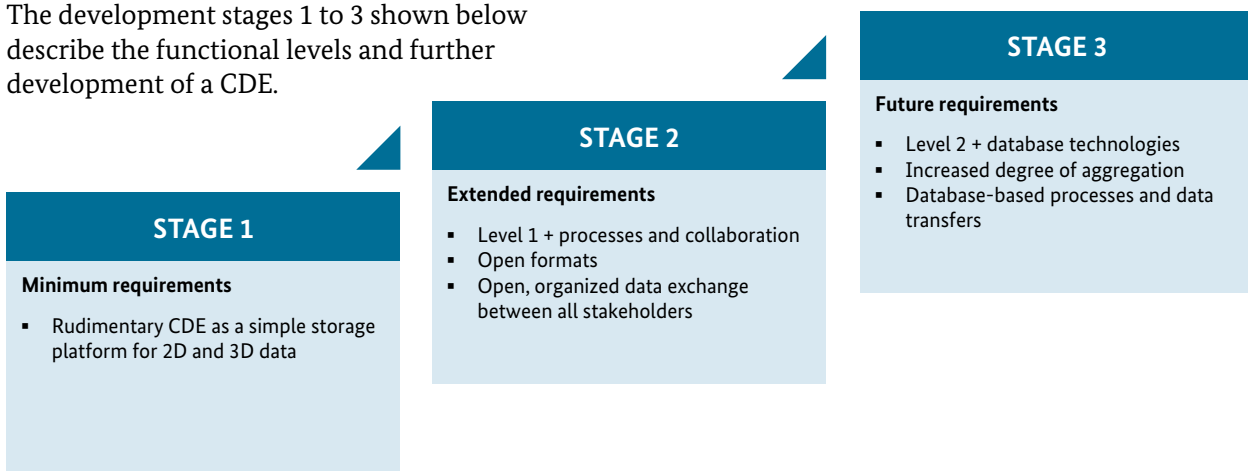 The development stages 1 to 3 shown below
describe the functional levels and further
development of a CDE.
STAGE 1
Minimum requirements
▪ Rudimentary CDE as a simple storage
platform for 2D and 3D data
STAGE 2
Extended requirements
▪ Level 1 + processes and collaboration
▪ Open formats
▪ Open, organized data exchange
between all stakeholders
STAGE 3
Future requirements
▪ Level 2 + database technologies
▪ Increased degree of aggregation
▪ Database-based processes and data
transfers